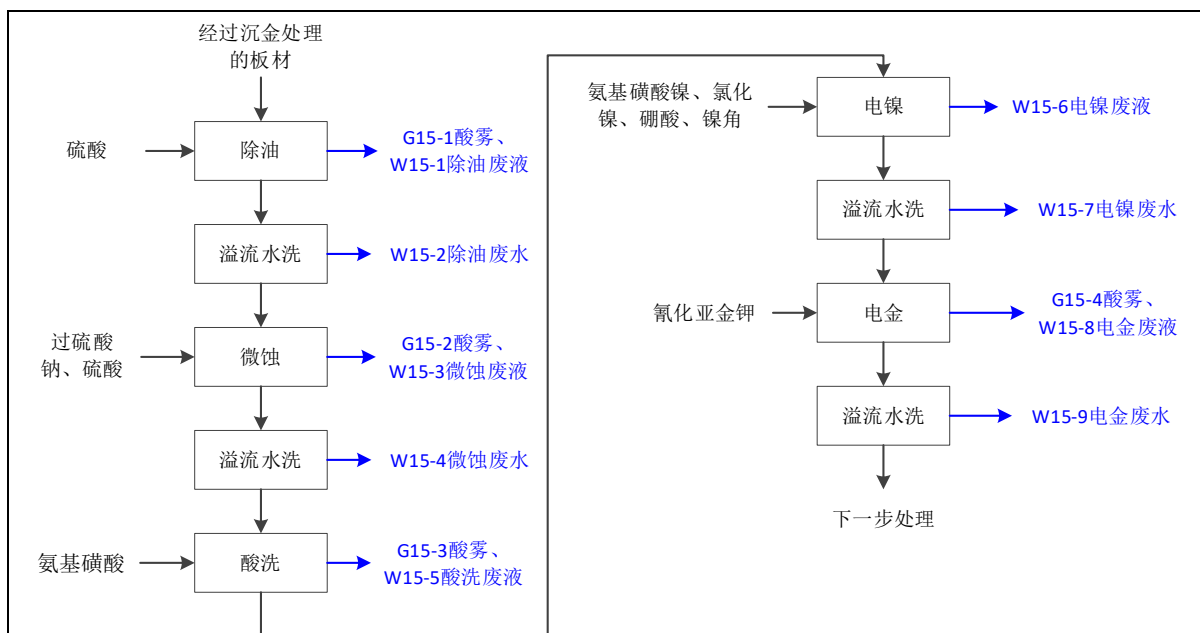 经过沉金处理
的板材
硫酸
除油
G15-1酸雾、
W15-1除油废液
溢流水洗
W15-2除油废水
过硫酸
钠、硫酸
微蚀
G15-2酸雾、
W15-3微蚀废液
溢流水洗
W15-4微蚀废水
氨基磺酸
酸洗
G15-3酸雾、
W15-5酸洗废液
氨基磺酸镍、氯化
镍、硼酸、镍角
电镍
W15-6电镍废液
溢流水洗
W15-7电镍废水
氰化亚金钾
电金
G15-4酸雾、
W15-8电金废液
溢流水洗
W15-9电金废水
下一步处理